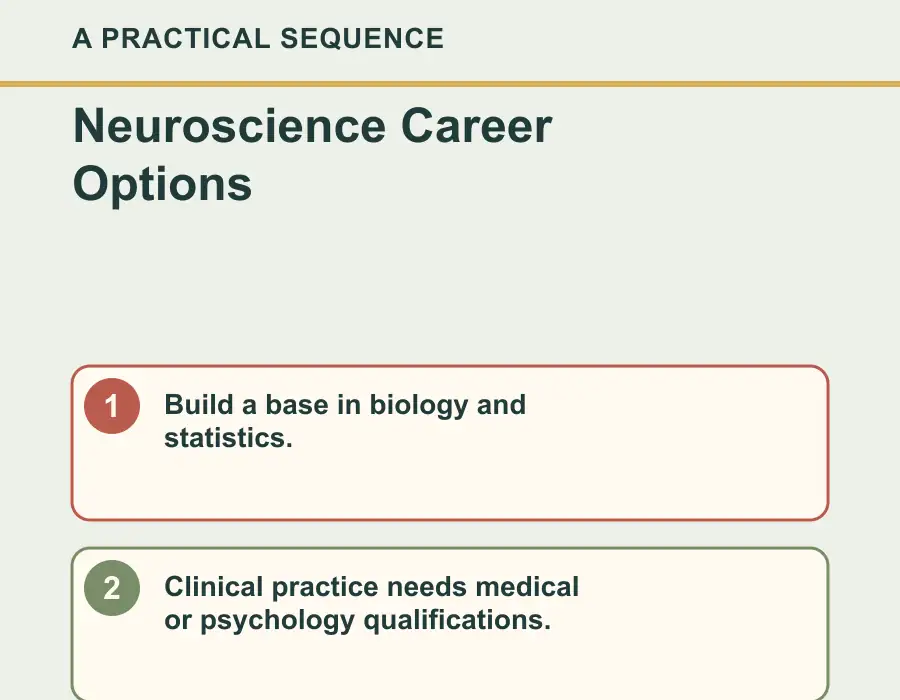 A PRACTICAL SEQUENCE
Neuroscience Career
Options
1
Build a base in biology and
statistics.
2
Clinical practice needs medical
or psychology qualifications.